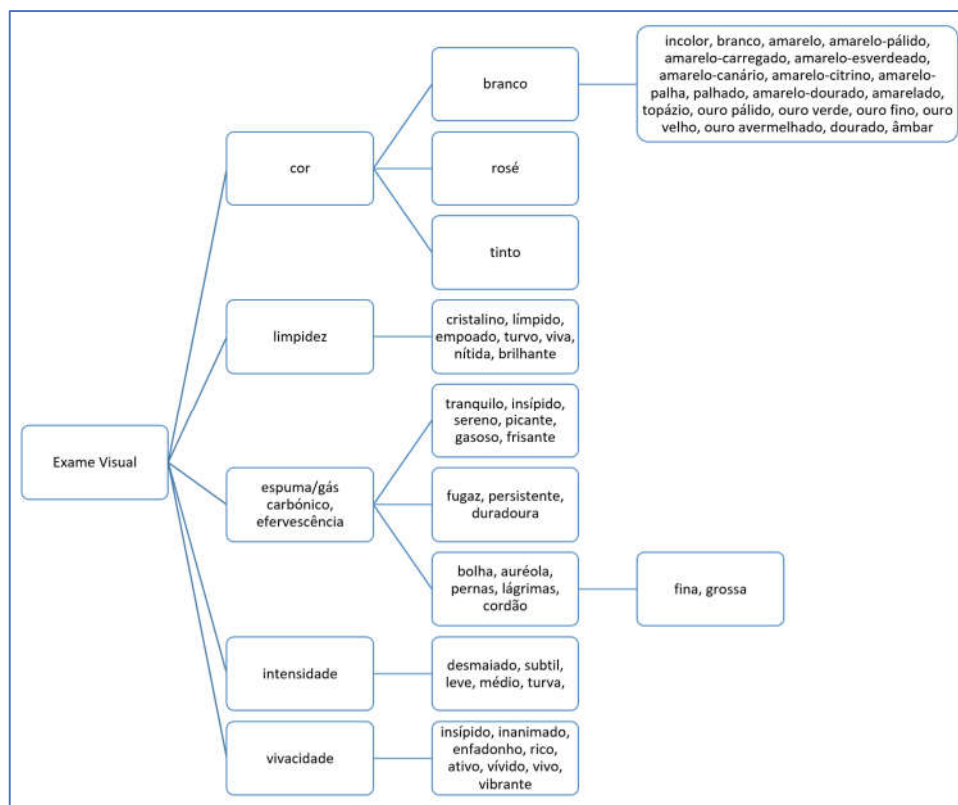 Exame Visual
cor
branco
incolor, branco, amarelo, amarelo-pálido,
amarelo-carregado, amarelo-esverdeado,
amarelo-canário, amarelo-citrino, amarelo-
palha, palhado, amarelo-dourado, amarelado,
topázio, ouro pálido, ouro verde, ouro fino, ouro
velho, ouro avermelhado, dourado, âmbar
rosé
tinto
limpidez
cristalino, límpido,
empoado, turvo, viva,
nítida, brilhante
espuma/gás
carbónico,
efervescência
tranquilo, insípido,
sereno, picante,
gasoso, frisante
fugaz, persistente,
duradoura
bolha, auréola,
pernas, lágrimas,
cordão
fina, grossa
intensidade
desmaiado, subtil,
leve, médio, turva,
vivacidade
insípido, inanimado,
enfadonho, rico,
ativo, vívido, vivo,
vibrante